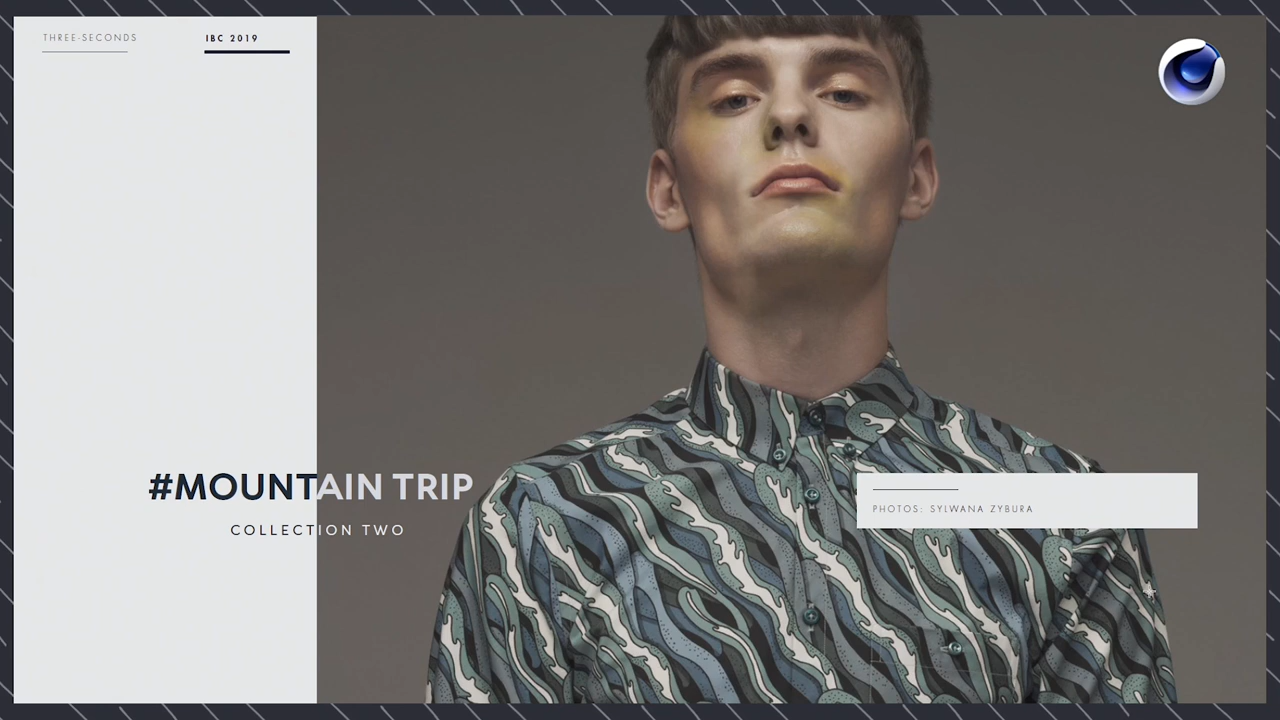 THREE-SECONDS
IBC 2019
#MOUNTAIN TRIP
COLLECTION TWO
PHOTOS: SYLWANA ZYBURA